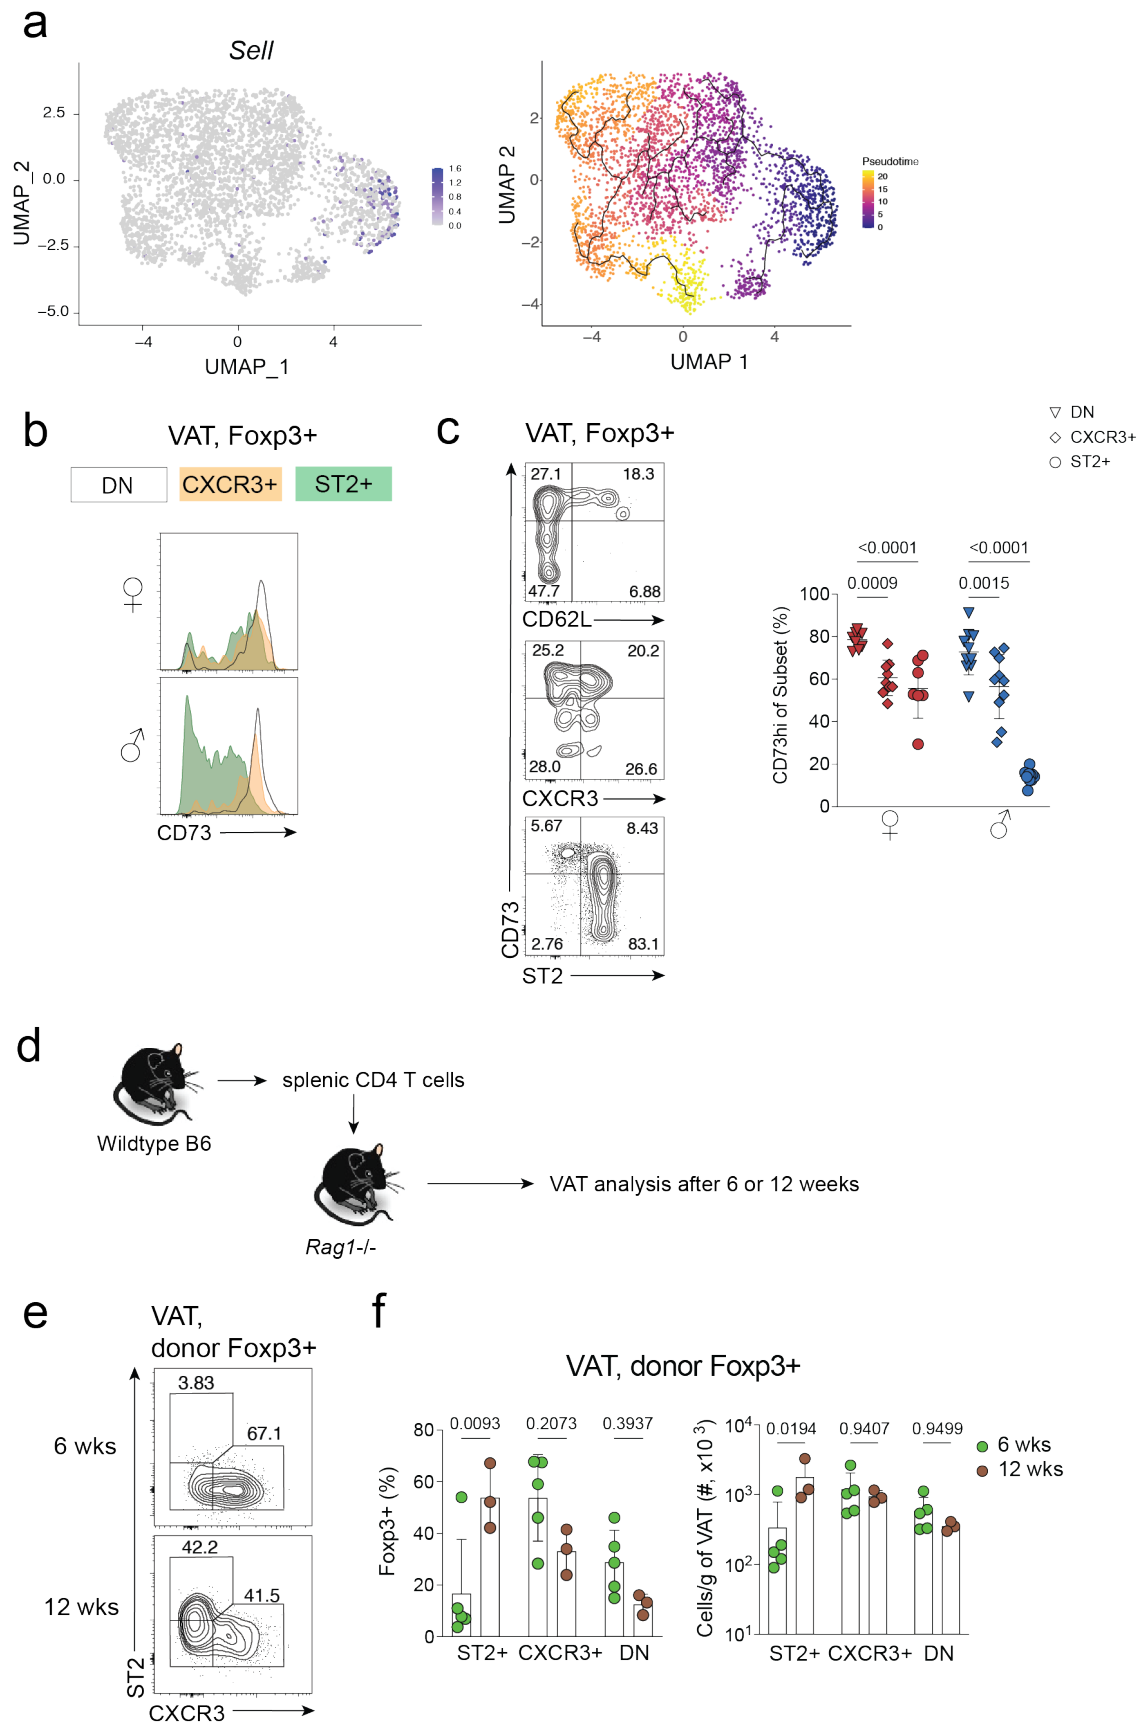 a
Sell
2.5
0.0
−2.5
−5.0
UMAP_2
−4
0
4
UMAP_1
1.6
1.2
0.8
0.4
0.0
2
0
−2
−4
UMAP 2
−4
0
4
UMAP 1
Pseudotime
20
15
10
5
0
b
VAT, Foxp3+
DN
CXCR3+
ST2+
♀
♂
CD73
c
VAT, Foxp3+
27.1
18.3
47.7
6.88
CD62L
25.2
20.2
28.0
26.6
CXCR3
5.67
8.43
2.76
83.1
ST2
CD73
DN
CXCR3+
ST2+
<0.0001
<0.0001
0.0009
0.0015
100
80
60
40
20
0
CD73hi of Subset (%)
♀
♂
d
Wildtype B6
splenic CD4 T cells
Rag1-/-
VAT analysis after 6 or 12 weeks
e
VAT,
donor Foxp3+
6 wks
3.83
67.1
12 wks
42.2
41.5
ST2
CXCR3
f
VAT, donor Foxp3+
0.0093
0.2073
0.3937
80
60
40
20
0
Foxp3+ (%)
ST2+ CXCR3+ DN
0.0194
0.9407
0.9499
10⁴
10³
10²
10¹
Cells/g of VAT (#, x10 3)
ST2+ CXCR3+ DN
6 wks
12 wks